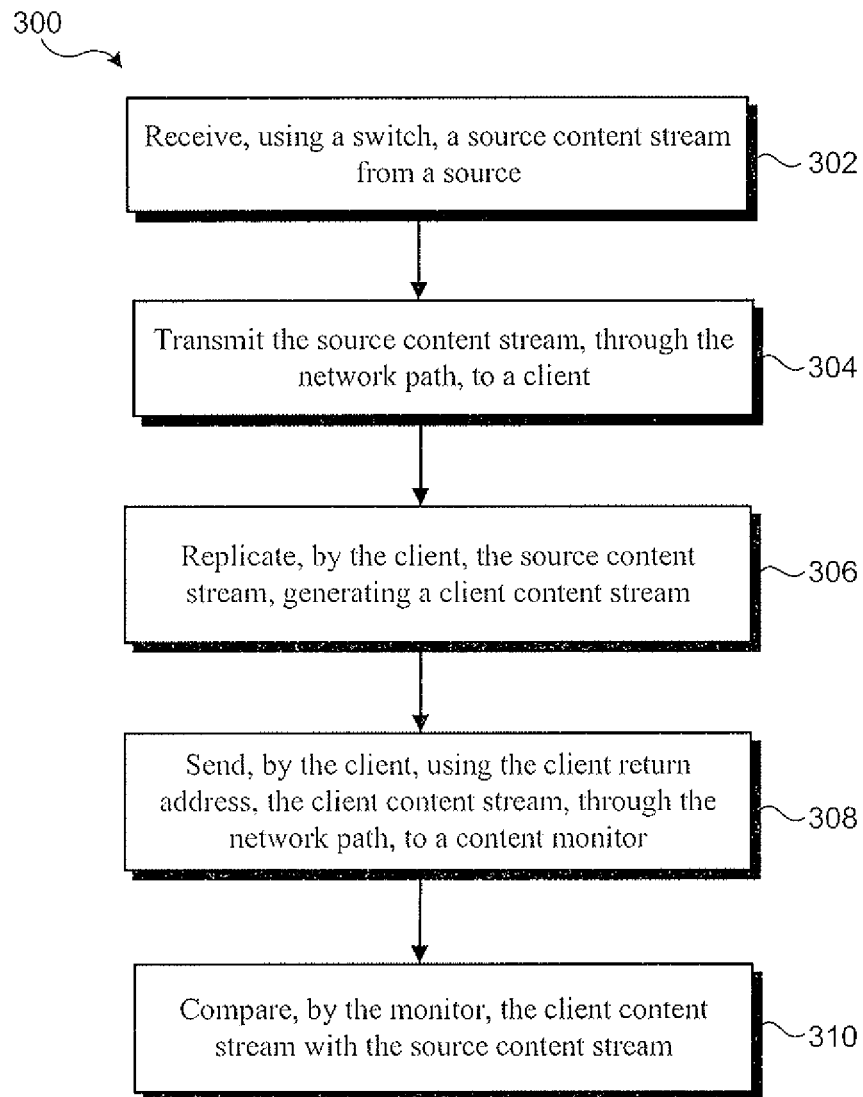 300
Receive, using a switch, a source content stream
from a source
302
Transmit the source content stream, through the
network path, to a client
304
Replicate, by the client, the source content
stream, generating a client content stream
306
Send, by the client, using the client return
address, the client content stream, through the
network path, to a content monitor
308
Compare, by the monitor, the client content
stream with the source content stream
310